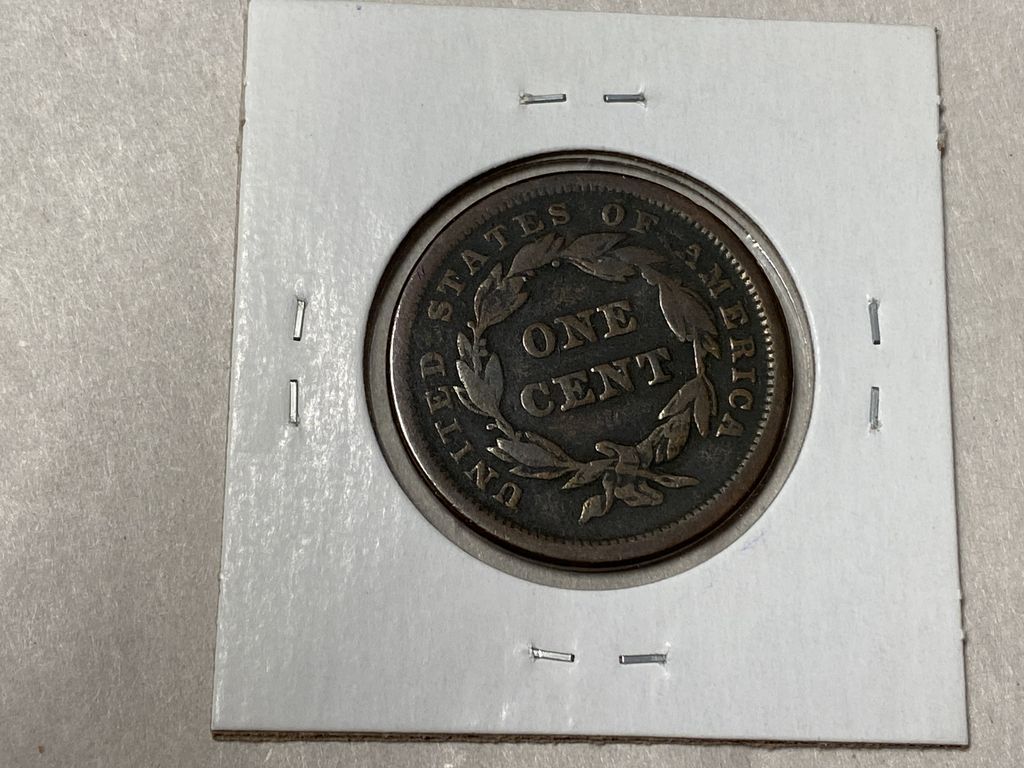 UNITED STATES OF AMERICA
ONE
CENT